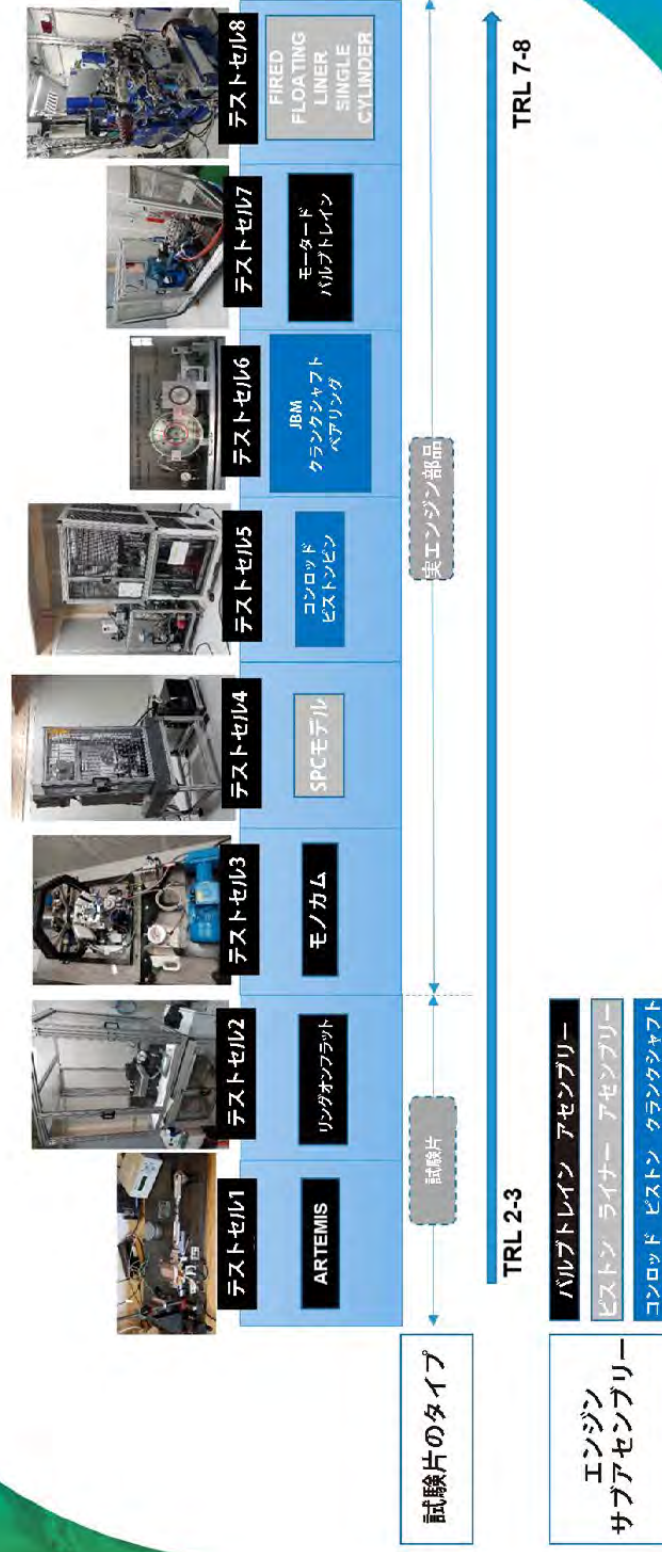 テストセル1
テストセル2
テストセル3
テストセル4
テストセル5
テストセル6
テストセル7
テストセル8
ARTEMIS
リングオンフラット
モノカム
SPCモデル
コンロッド
ピストンピン
JBM
クランクシャフト
ベアリング
モータード
バルブトレイン
FIRED
FLOATING
LINER
SINGLE
CYLINDER
試験片のタイプ
試験片
実エンジン部品
TRL 2-3
TRL 7-8
エンジン
サブアセンブリー
バルブトレイン アセンブリー
ピストン ライナー アセンブリー
コンロッド ピストン クランクシャフト